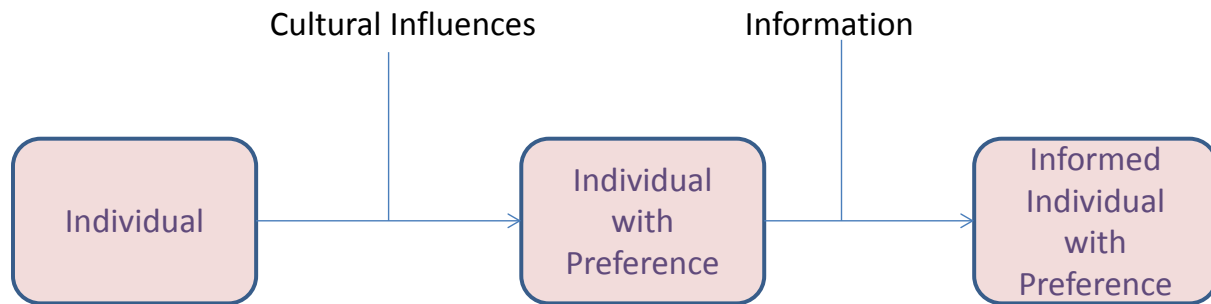 Cultural Influences
Information
Individual
Individual
with
Preference
Informed
Individual
with
Preference